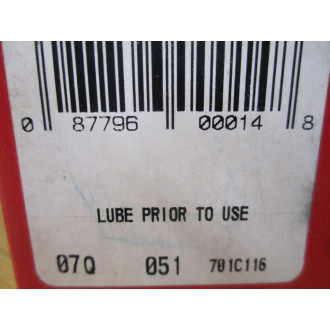 0 87796 00014 8
LUBE PRIOR TO USE
07Q 051 701C116